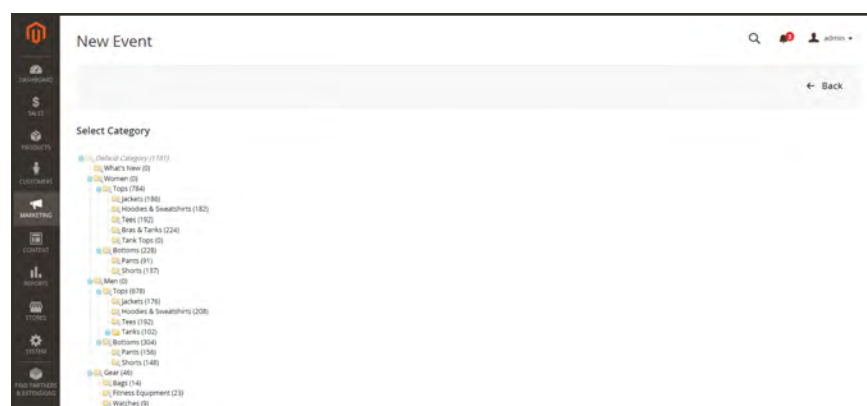 New Event
3
admin
DASHBOARD
$
SALES
PRODUCTS
CUSTOMERS
MARKETING
CONTENT
REPORTS
STORES
SYSTEM
FIND PARTNERS
& EXTENSIONS
← Back
Select Category
Default Category (1181)
What's New (0)
Women (0)
Tops (784)
Jackets (186)
Hoodies & Sweatshirts (182)
Tees (192)
Bras & Tanks (224)
Tank Tops (0)
Bottoms (228)
Pants (91)
Shorts (137)
Men (0)
Tops (678)
Jackets (176)
Hoodies & Sweatshirts (208)
Tees (192)
Tanks (102)
Bottoms (304)
Pants (156)
Shorts (148)
Gear (46)
Bags (14)
Fitness Equipment (23)
Watches (9)